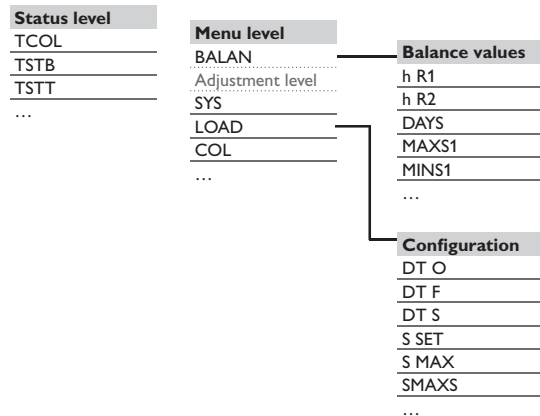 Status level
TCOL
TSTB
TSTT
…
Menu level
BALAN
Adjustment level
SYS
LOAD
COL
…
Balance values
h R1
h R2
DAYS
MAXS1
MINS1
…
Configuration
DT O
DT F
DT S
S SET
S MAX
SMAXS
…